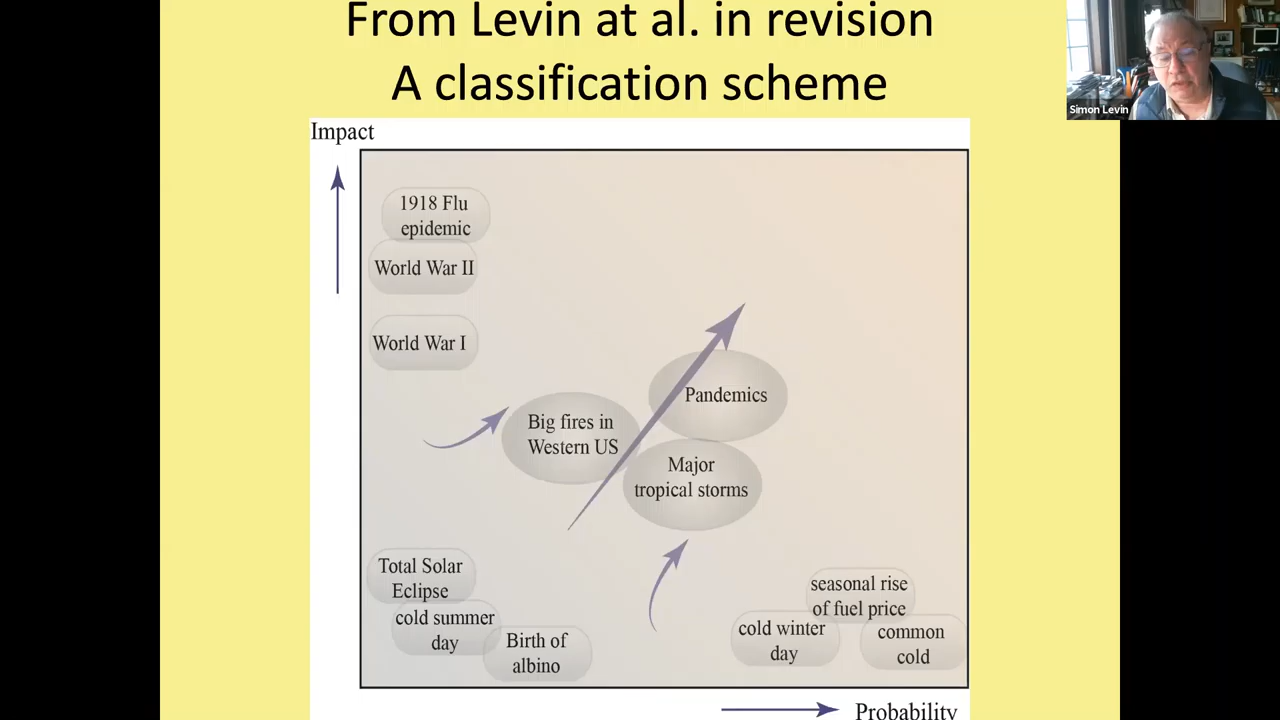 From Levin at al. in revision
A classification scheme
Simon Levin
Impact
1918 Flu
epidemic
World War II
World War I
Pandemics
Big fires in
Western US
Major
tropical storms
Total Solar
Eclipse
cold summer
day
Birth of
albino
seasonal rise
of fuel price
cold winter
day
common
cold
Probability